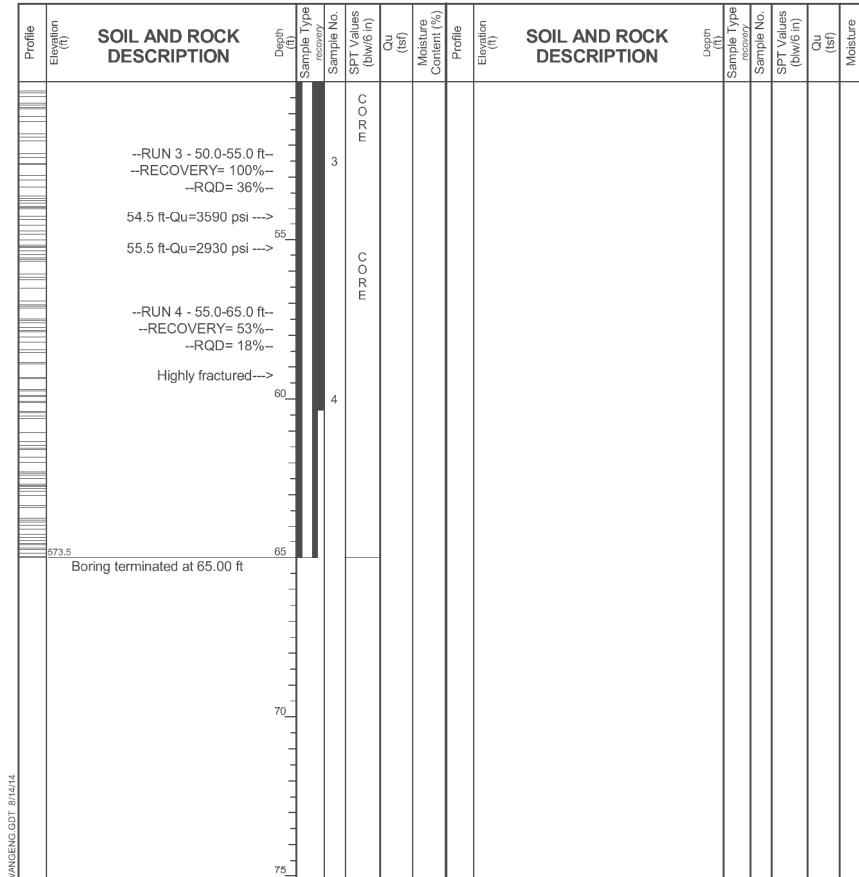 Profile
Elevation
(ft)
SOIL AND ROCK
DESCRIPTION
Depth
(ft)
Sample Type
recovery
Sample No.
SPT Values
(blw/6 in)
Qu
(tsf)
Moisture
Content (%)
Profile
Elevation
(ft)
SOIL AND ROCK
DESCRIPTION
Depth
(ft)
Sample Type
recovery
Sample No.
SPT Values
(blw/6 in)
Qu
(tsf)
Moisture
CORE
--RUN 3 - 50.0-55.0 ft--
3
--RECOVERY= 100%--
--RQD= 36%--
54.5 ft-Qu=3590 psi --->
55
55.5 ft-Qu=2930 psi --->
CORE
--RUN 4 - 55.0-65.0 ft--
--RECOVERY= 53%--
--RQD= 18%--
Highly fractured--->
60
4
573.5
65
Boring terminated at 65.00 ft
70
75
WANGENG.GDT 8/14/14